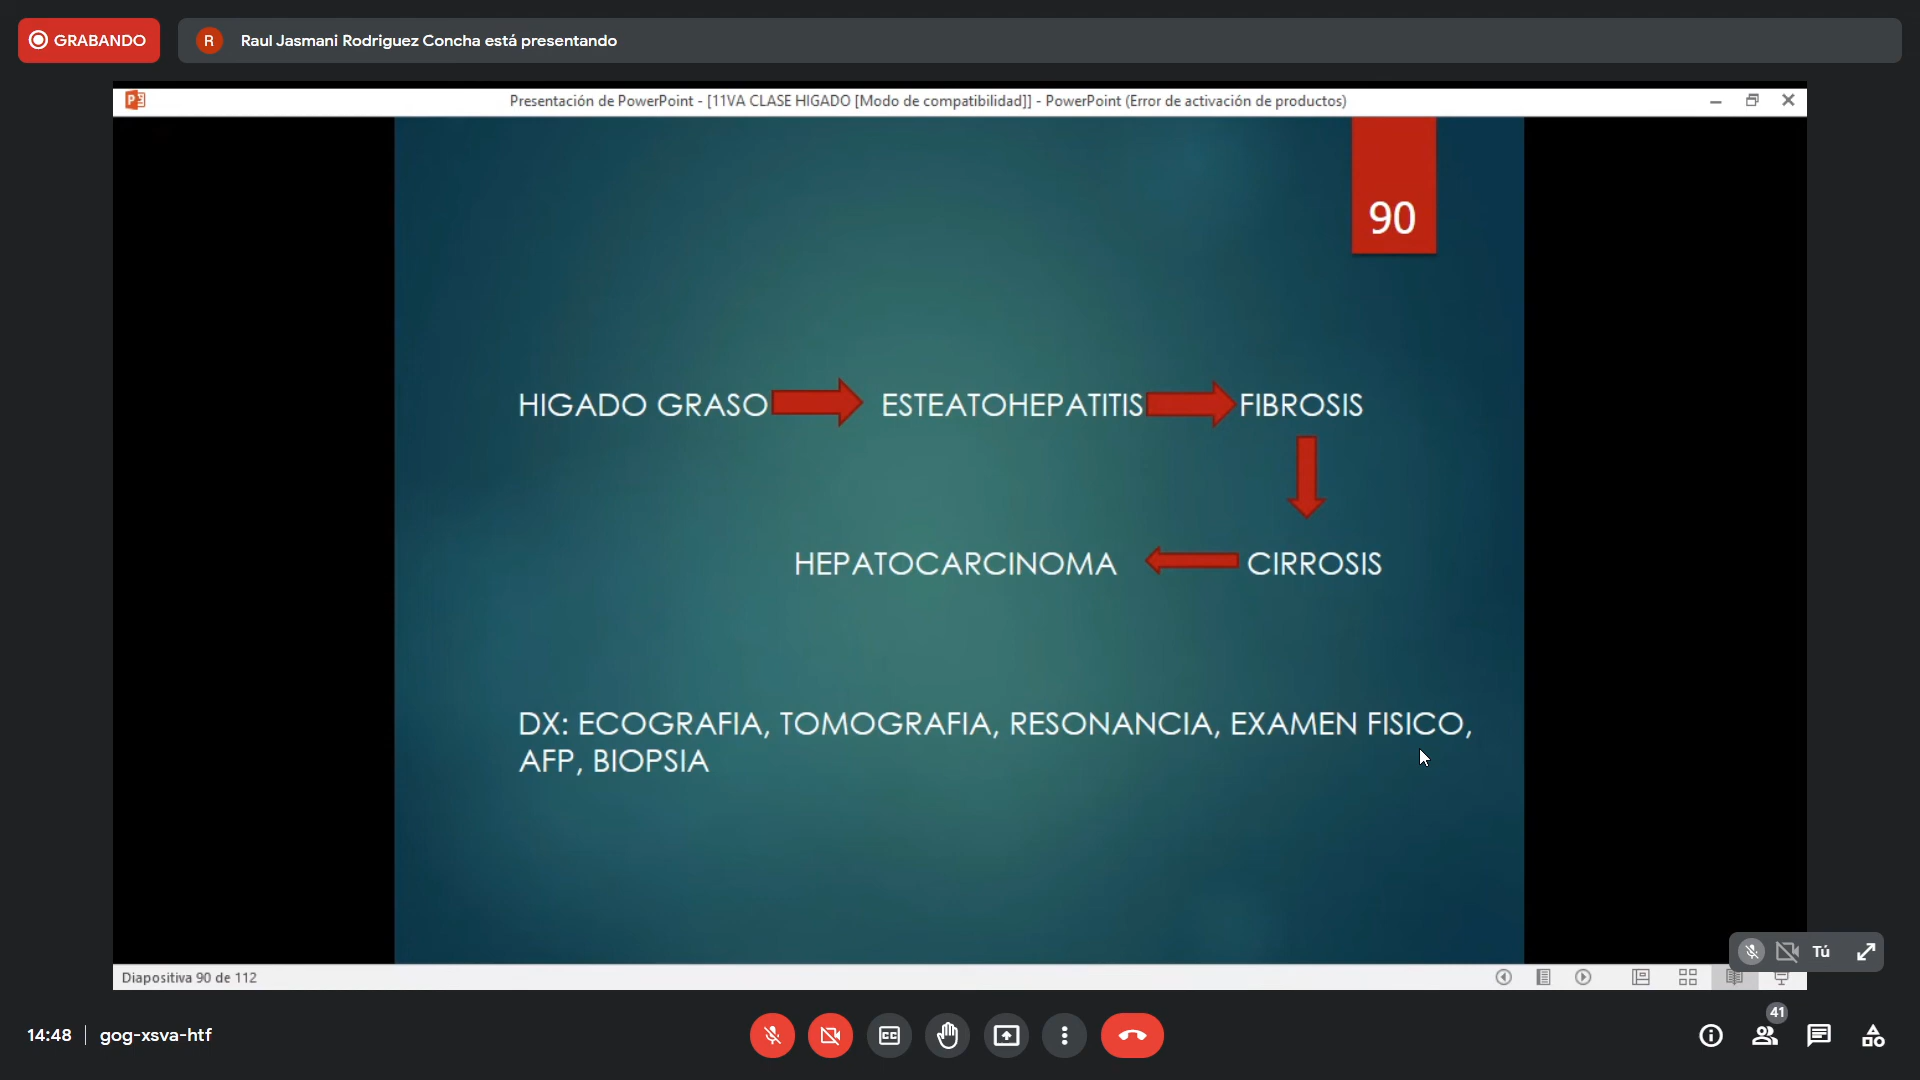 GRABANDO
R
Raul Jasmani Rodriguez Concha está presentando
Presentación de PowerPoint - [11VA CLASE HIGADO [Modo de compatibilidad]] - PowerPoint (Error de activación de productos)
90
HIGADO GRASO ESTEATOHEPATITIS FIBROSIS
HEPATOCARCINOMA CIRROSIS
DX: ECOGRAFIA, TOMOGRAFIA, RESONANCIA, EXAMEN FISICO,
AFP, BIOPSIA
Tú
Diapositiva 90 de 112
14:48 gog-xsva-htf
41